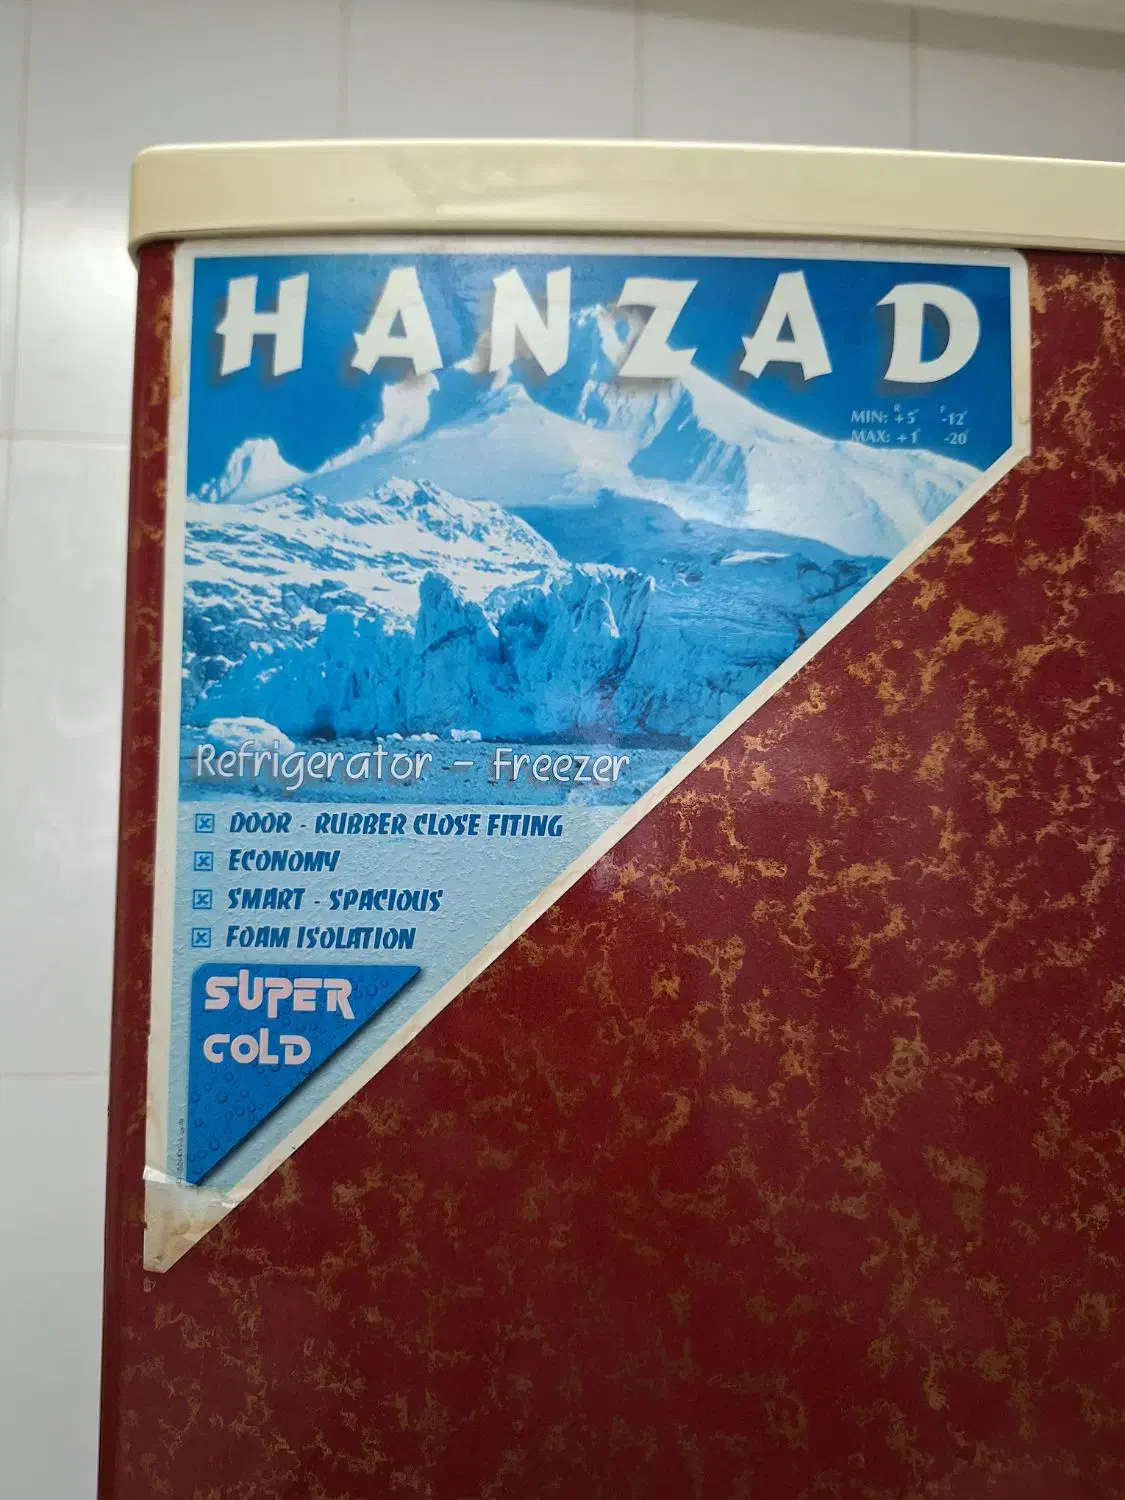 HANZAD
R F
MIN: +5° -12°
MAX: +1° -20°
Refrigerator - Freezer
DOOR - RUBBER CLOSE FITING
ECONOMY
SMART - SPACIOUS
FOAM ISOLATION
SUPER
COLD